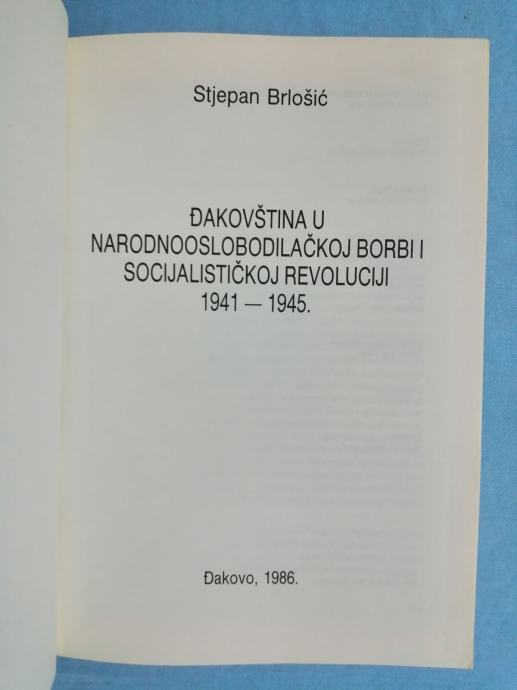 Stjepan Brlošić
ĐAKOVŠTINA U
NARODNOOSLOBODILAČKOJ BORBI I
SOCIJALISTIČKOJ REVOLUCIJI
1941 — 1945.
Đakovo, 1986.